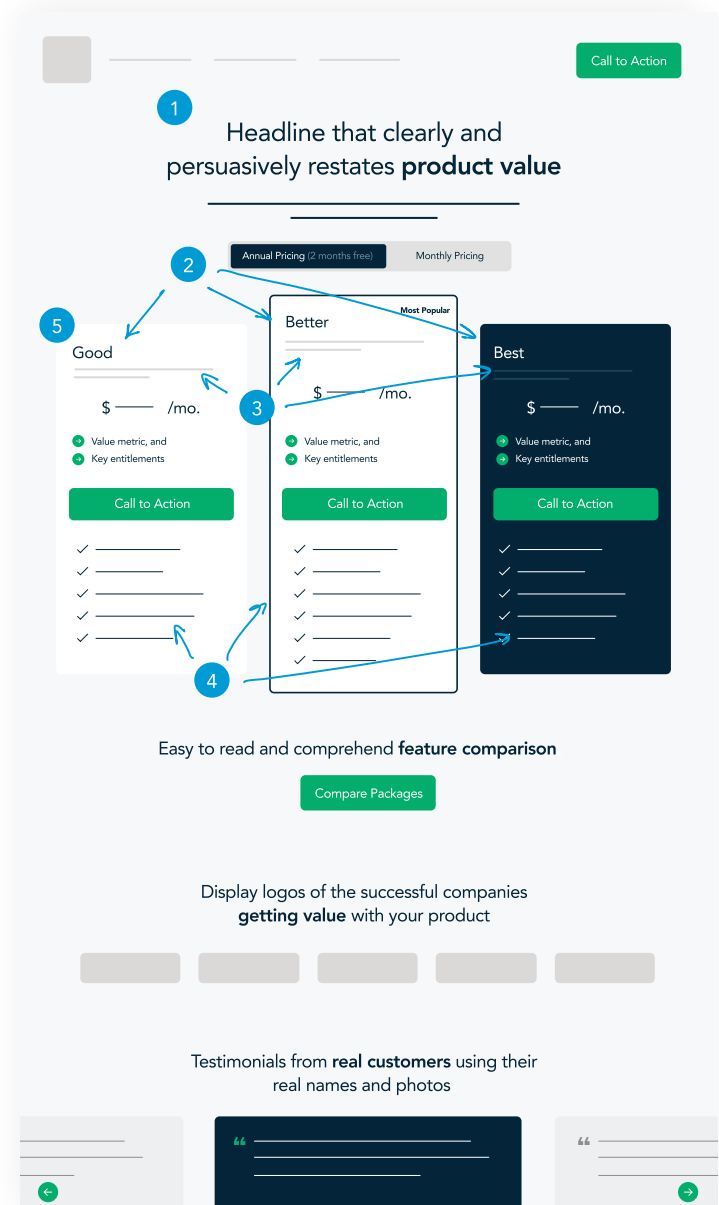 Call to Action
1
Headline that clearly and
persuasively restates product value
Annual Pricing (2 months free)
Monthly Pricing
2
5
Good
$ /mo.
Value metric, and
Key entitlements
Call to Action
Most Popular
Better
$ /mo.
Value metric, and
Key entitlements
Call to Action
Best
$ /mo.
Value metric, and
Key entitlements
Call to Action
3
4
Easy to read and comprehend feature comparison
Compare Packages
Display logos of the successful companies
getting value with your product
Testimonials from real customers using their
real names and photos